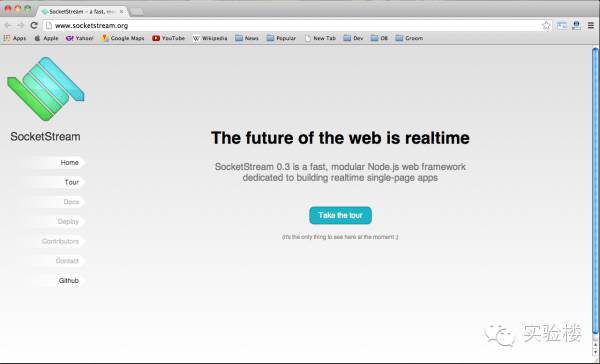 SocketStream – a fast, mo
www.socketstream.org
Apps Apple Yahoo! Google Maps YouTube Wikipedia News Popular New Tab Dev DB Groom
SocketStream
Home
Tour
Docs
Deploy
Contributors
Contact
Github
The future of the web is realtime
SocketStream 0.3 is a fast, modular Node.js web framework
dedicated to building realtime single-page apps
Take the tour
(it's the only thing to see here at the moment ;)
实验楼